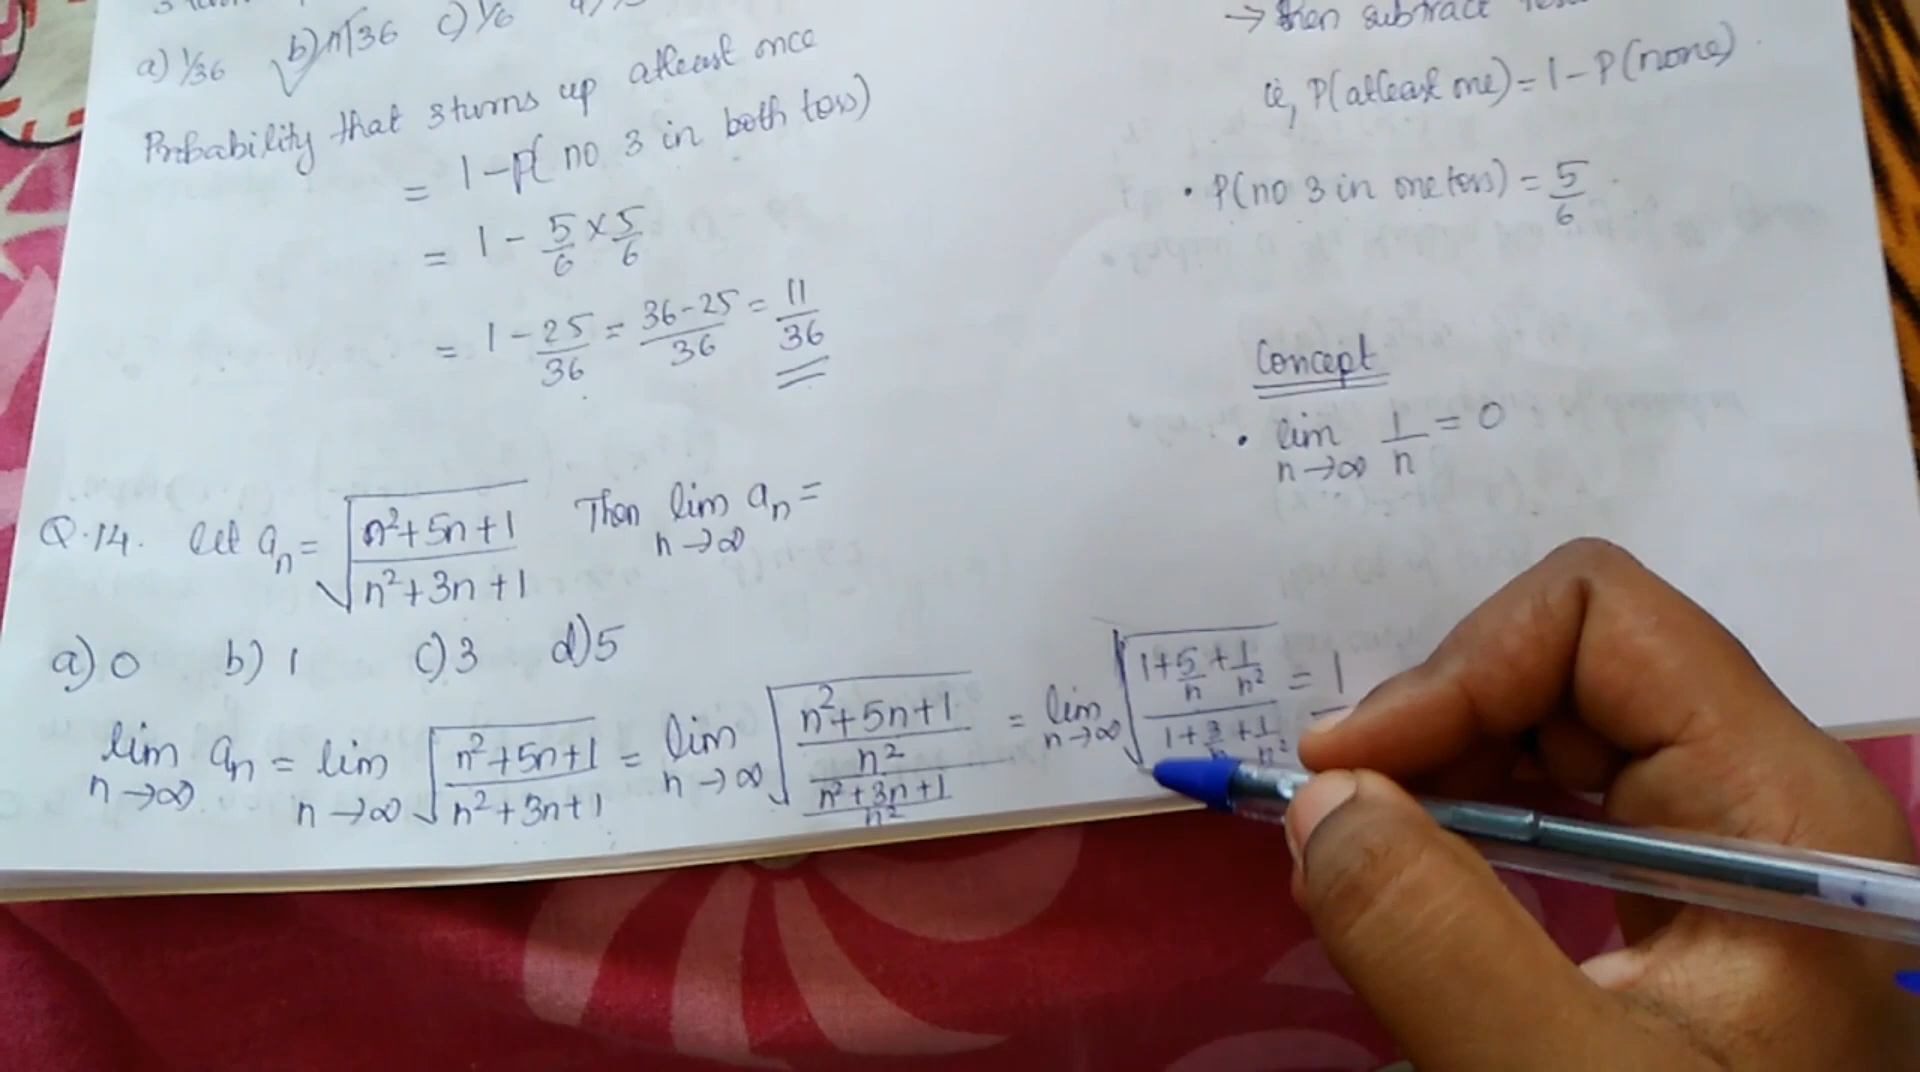 a) 1/36 b) 11/36 c) 1/6
Probability that 3 turns up atleast once
= 1-P( no 3 in both toss)
= 1 - 5/6 × 5/6
= 1 - 25/36 = 36-25/36 = 11/36
→ then subtract
ie, P(atleast one) = 1 - P(none)
• P(no 3 in one toss) = 5/6
Concept
• lim n→∞ 1/n = 0
Q.14. Let aₙ = √(n²+5n+1 / n²+3n+1) Then lim n→∞ aₙ =
a) 0 b) 1 c) 3 d) 5
lim n→∞ aₙ = lim n→∞ √(n²+5n+1 / n²+3n+1) = lim n→∞ √(n²+5n+1/n² / n²+3n+1/n²) = lim n→∞ √(1+5/n+1/n² / 1+3/n+1/n²) = 1